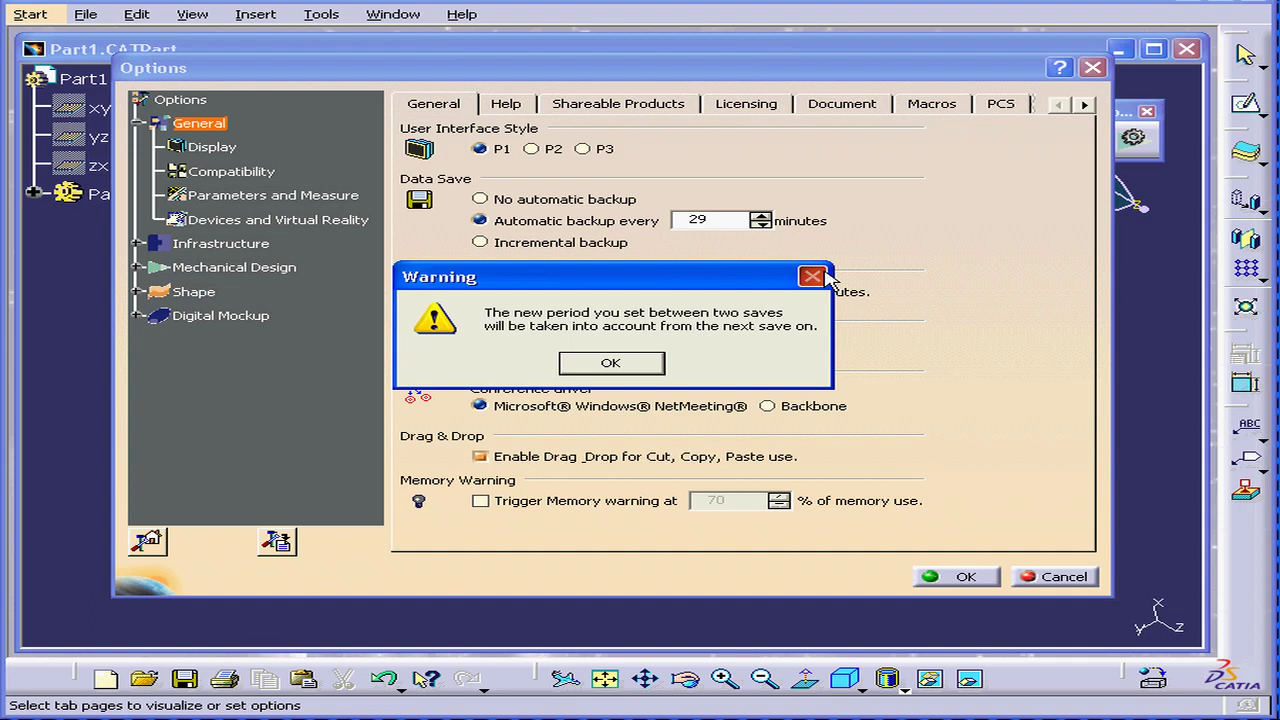 Start File Edit View Insert Tools Window Help
Part1.CATPart
Options
Part1
xy
yz
zx
Pa
Options
General
Display
Compatibility
Parameters and Measure
Devices and Virtual Reality
Infrastructure
Mechanical Design
Shape
Digital Mockup
General Help Shareable Products Licensing Document Macros PCS
User Interface Style
P1 P2 P3
Data Save
No automatic backup
Automatic backup every 29 minutes
Incremental backup
utes.
Warning
The new period you set between two saves
will be taken into account from the next save on.
OK
Conference driver
Microsoft® Windows® NetMeeting® Backbone
Drag & Drop
Enable Drag _Drop for Cut, Copy, Paste use.
Memory Warning
Trigger Memory warning at 70 % of memory use.
OK Cancel
ABC
x
y z
CATIA
Select tab pages to visualize or set options